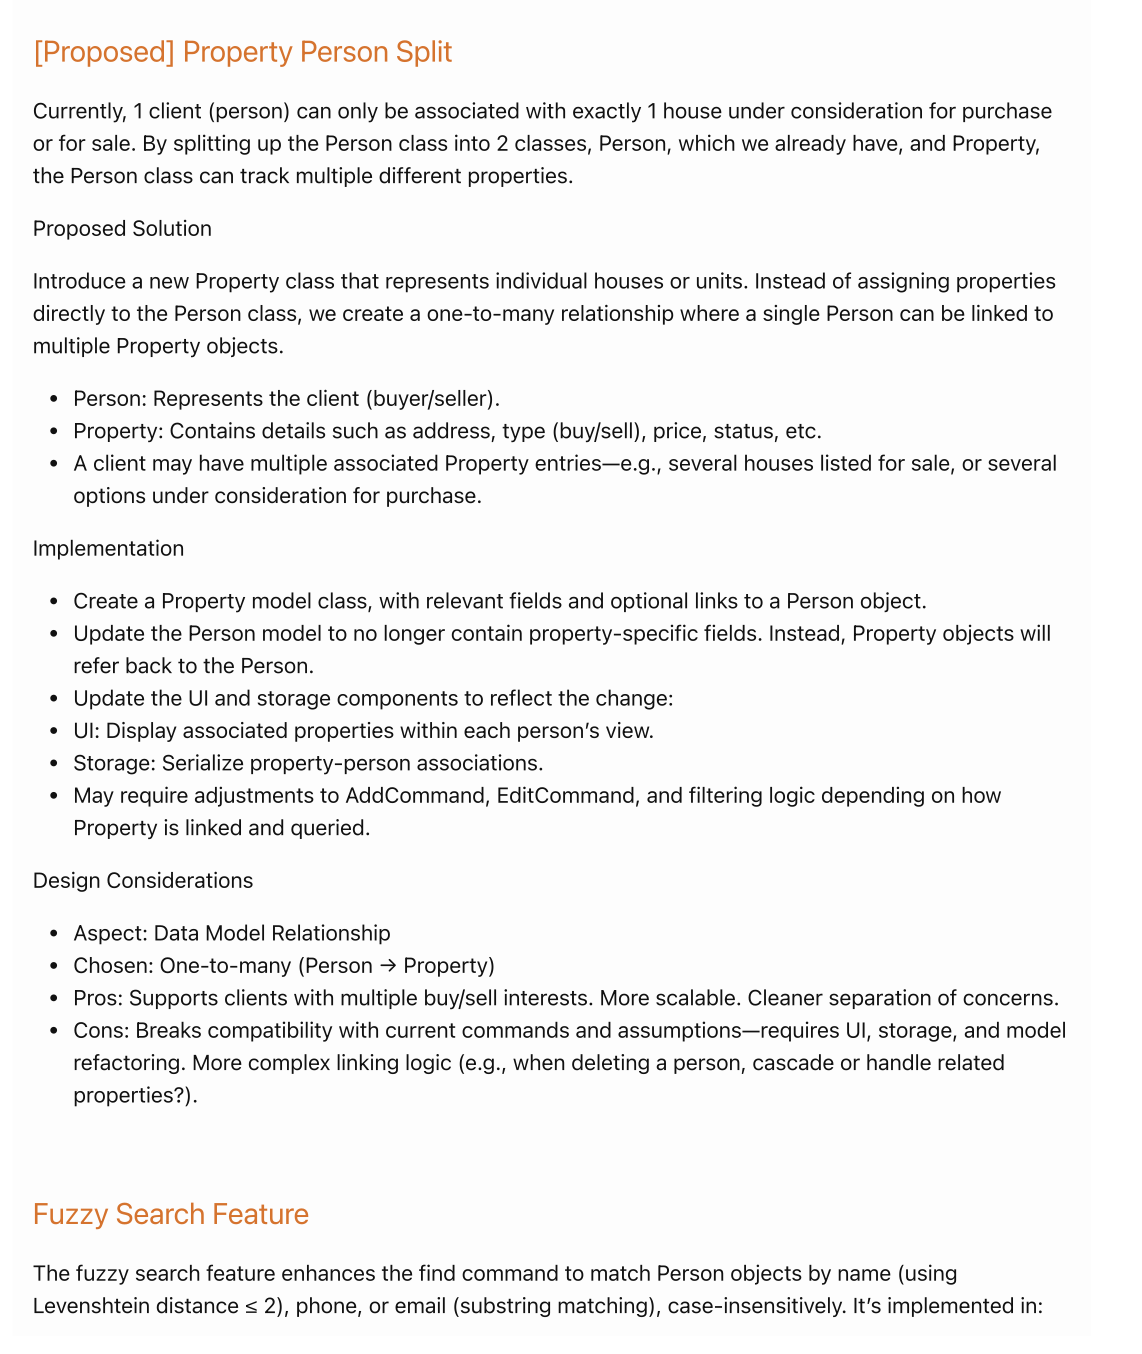 [Proposed] Property Person Split
Currently, 1 client (person) can only be associated with exactly 1 house under consideration for purchase
or for sale. By splitting up the Person class into 2 classes, Person, which we already have, and Property,
the Person class can track multiple different properties.
Proposed Solution
Introduce a new Property class that represents individual houses or units. Instead of assigning properties
directly to the Person class, we create a one-to-many relationship where a single Person can be linked to
multiple Property objects.
• Person: Represents the client (buyer/seller).
• Property: Contains details such as address, type (buy/sell), price, status, etc.
• A client may have multiple associated Property entries—e.g., several houses listed for sale, or several
options under consideration for purchase.
Implementation
• Create a Property model class, with relevant fields and optional links to a Person object.
• Update the Person model to no longer contain property-specific fields. Instead, Property objects will
refer back to the Person.
• Update the UI and storage components to reflect the change:
• UI: Display associated properties within each person’s view.
• Storage: Serialize property-person associations.
• May require adjustments to AddCommand, EditCommand, and filtering logic depending on how
Property is linked and queried.
Design Considerations
• Aspect: Data Model Relationship
• Chosen: One-to-many (Person → Property)
• Pros: Supports clients with multiple buy/sell interests. More scalable. Cleaner separation of concerns.
• Cons: Breaks compatibility with current commands and assumptions—requires UI, storage, and model
refactoring. More complex linking logic (e.g., when deleting a person, cascade or handle related
properties?).
Fuzzy Search Feature
The fuzzy search feature enhances the find command to match Person objects by name (using
Levenshtein distance ≤ 2), phone, or email (substring matching), case-insensitively. It’s implemented in: